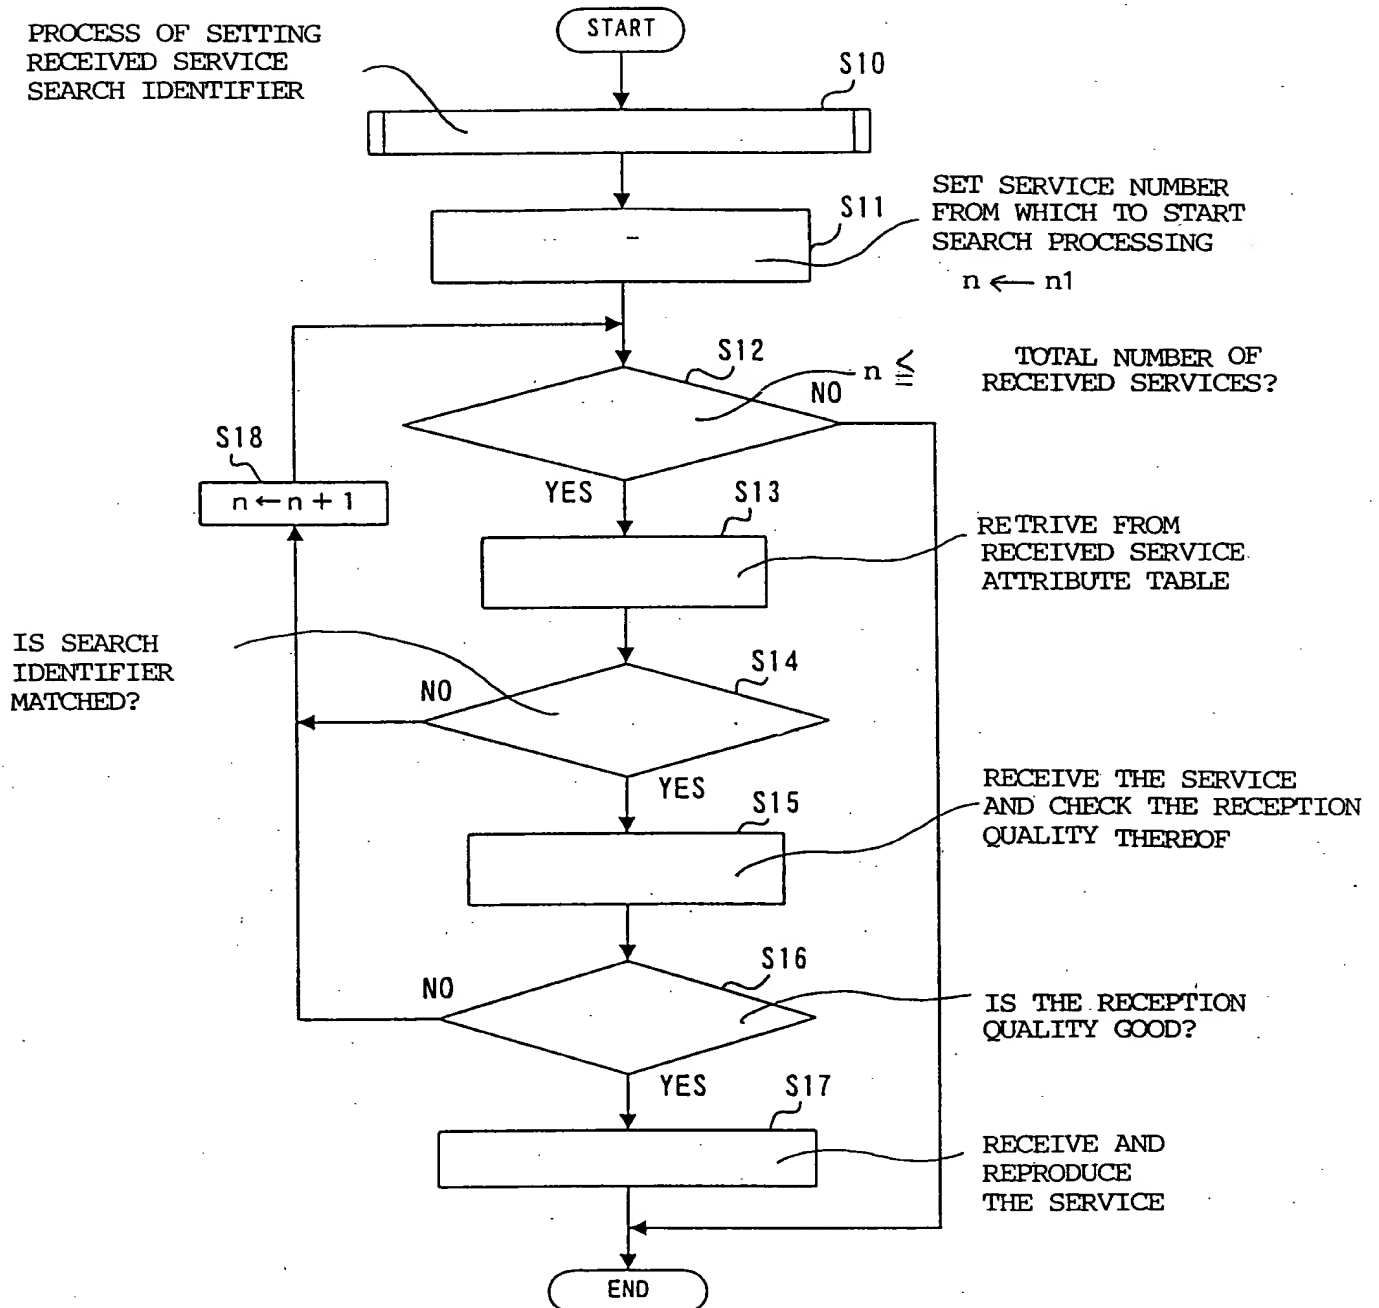 START
PROCESS OF SETTING
RECEIVED SERVICE
SEARCH IDENTIFIER
S10
SET SERVICE NUMBER
FROM WHICH TO START
SEARCH PROCESSING
n ← n1
S11
S12
n ≦ TOTAL NUMBER OF
RECEIVED SERVICES?
NO
S18
n ← n + 1
YES
S13
RETRIVE FROM
RECEIVED SERVICE
ATTRIBUTE TABLE
IS SEARCH
IDENTIFIER
MATCHED?
S14
NO
YES
S15
RECEIVE THE SERVICE
AND CHECK THE RECEPTION
QUALITY THEREOF
S16
NO
IS THE RECEPTION
QUALITY GOOD?
YES
S17
RECEIVE AND
REPRODUCE
THE SERVICE
END